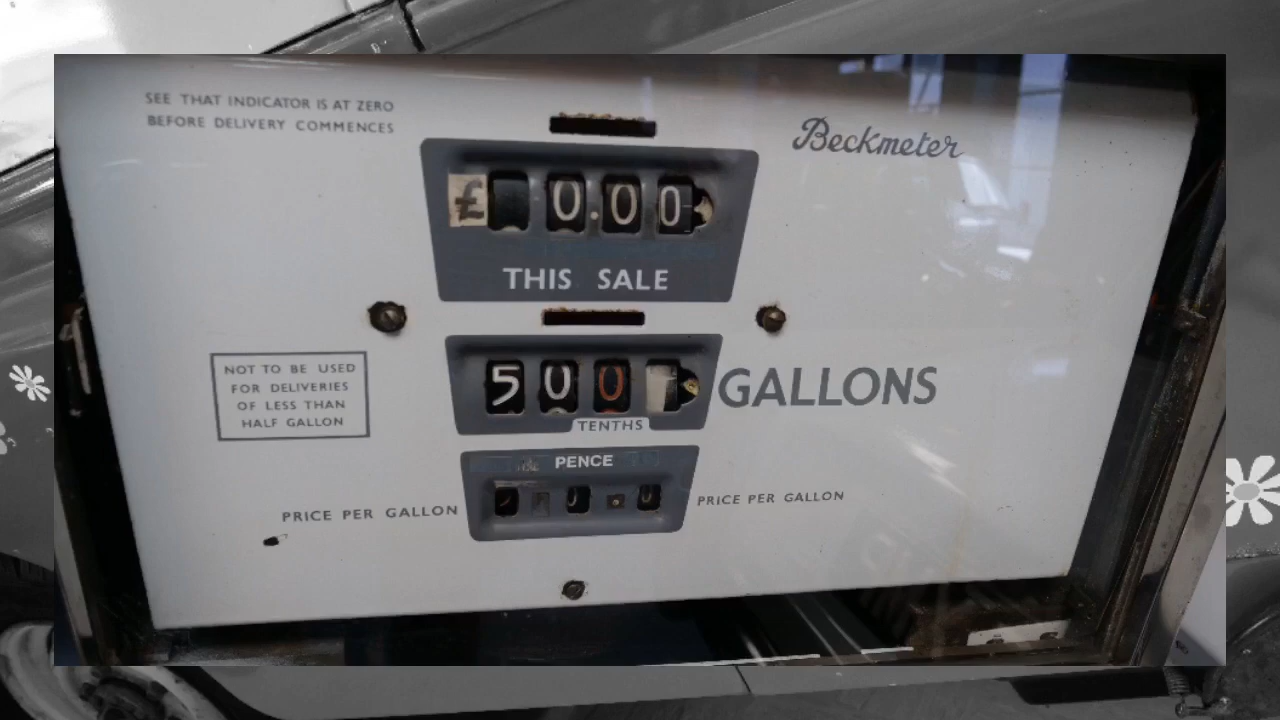 SEE THAT INDICATOR IS AT ZERO
BEFORE DELIVERY COMMENCES
Beckmeter
£ 0.00
THIS SALE
NOT TO BE USED
FOR DELIVERIES
OF LESS THAN
HALF GALLON
500 GALLONS
TENTHS
PENCE
PRICE PER GALLON
PRICE PER GALLON